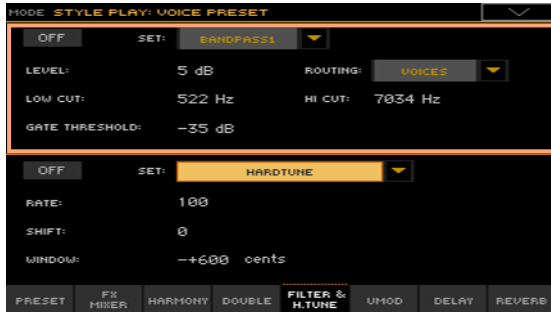 MODE STYLE PLAY: VOICE PRESET
OFF SET: BANDPASS1
LEVEL: 5 dB ROUTING: VOICES
LOW CUT: 522 Hz HI CUT: 7034 Hz
GATE THRESHOLD: -35 dB
OFF SET: HARDTUNE
RATE: 100
SHIFT: 0
WINDOW: -+600 cents
PRESET FX MIXER HARMONY DOUBLE FILTER & H.TUNE UMOD DELAY REVERB